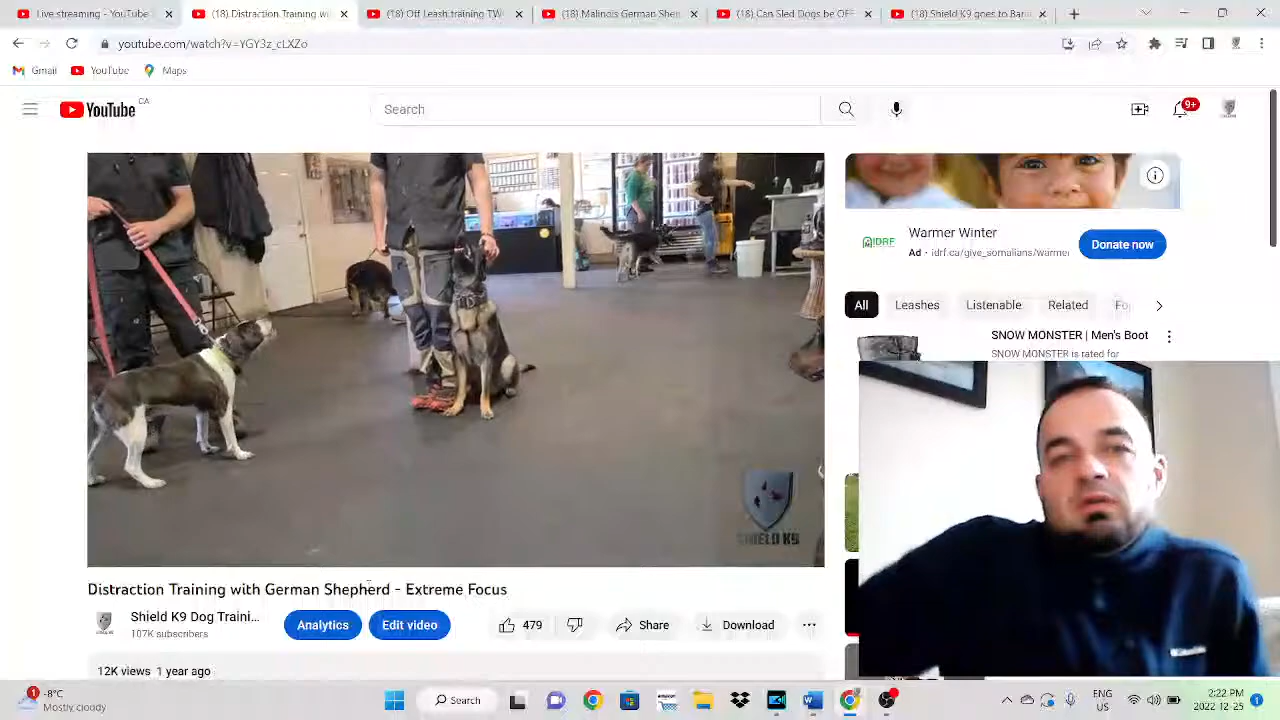 Live streaming - YouTube
(18) Distraction Training wi
(18) Off Leash Training TW
(18) Malinois German She
(18) Can Sled Dogs be OFF
(18) Shield K9 goes to Ba
youtube.com/watch?v=YGY3z_cLXZo
Gmail
YouTube
Maps
YouTube CA
Search
9+
IDRF
Warmer Winter
Ad · idrf.ca/give_somalians/warmer
Donate now
All
Leashes
Listenable
Related
SNOW MONSTER | Men's Boot
SNOW MONSTER is rated for
SHIELD K9
Distraction Training with German Shepherd - Extreme Focus
Shield K9 Dog Traini...
107K subscribers
Analytics
Edit video
479
Share
Download
12K views 1 year ago
1
-8°C
Mostly cloudy
Search
ENG
US
2:22 PM
2022-12-25
1